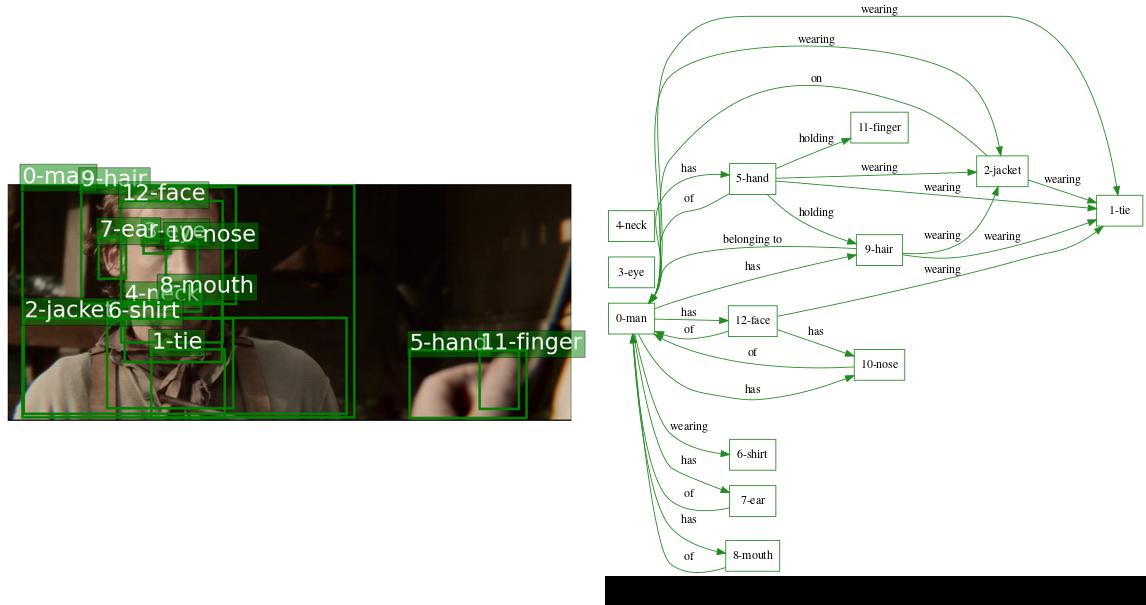 0-ma
9-hair
12-face
7-ear
3-eye
10-nose
8-mouth
4-neck
2-jacket
6-shirt
1-tie
5-hand
11-finger
wearing
wearing
on
11-finger
holding
has
5-hand
wearing
2-jacket
wearing
wearing
of
1-tie
4-neck
holding
belonging to
9-hair
wearing
wearing
3-eye
has
wearing
0-man
has
12-face
of
has
of
10-nose
has
wearing
6-shirt
has
of
7-ear
has
8-mouth
of